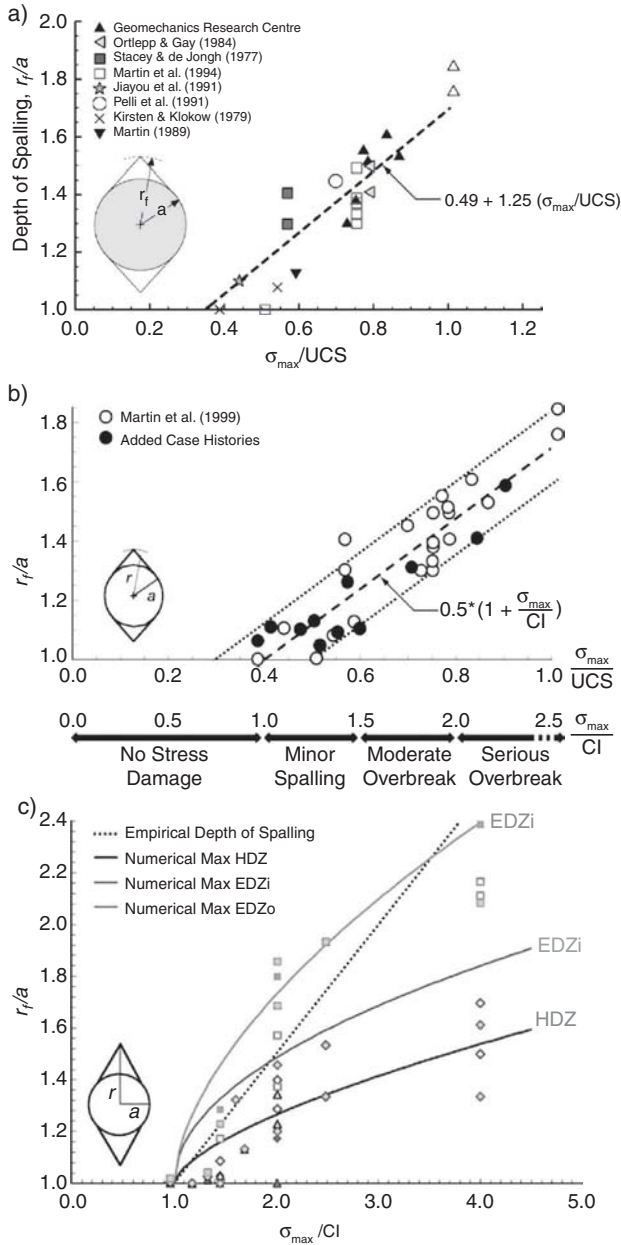 a)
2.0
1.8
1.6
1.4
1.2
1.0
Depth of Spalling, r_f/a
Geomechanics Research Centre
Ortlepp & Gay (1984)
Stacey & de Jongh (1977)
Martin et al. (1994)
Jiayou et al. (1991)
Pelli et al. (1991)
Kirsten & Klokow (1979)
Martin (1989)
r_f
a
0.49 + 1.25 (σ_max/UCS)
0.0 0.2 0.4 0.6 0.8 1.0 1.2
σ_max/UCS
b)
1.8
1.6
1.4
1.2
1.0
r_f/a
Martin et al. (1999)
Added Case Histories
r
a
0.5*(1 + σ_max/CI)
0.0 0.2 0.4 0.6 0.8 1.0
σ_max/UCS
0.0 0.5 1.0 1.5 2.0 2.5
σ_max/CI
No Stress Damage
Minor Spalling
Moderate Overbreak
Serious Overbreak
c)
2.4
2.2
2.0
1.8
1.6
1.4
1.2
1.0
r_f/a
Empirical Depth of Spalling
Numerical Max HDZ
Numerical Max EDZi
Numerical Max EDZo
EDZi
EDZi
HDZ
r
a
0.0 1.0 2.0 3.0 4.0 5.0
σ_max/CI